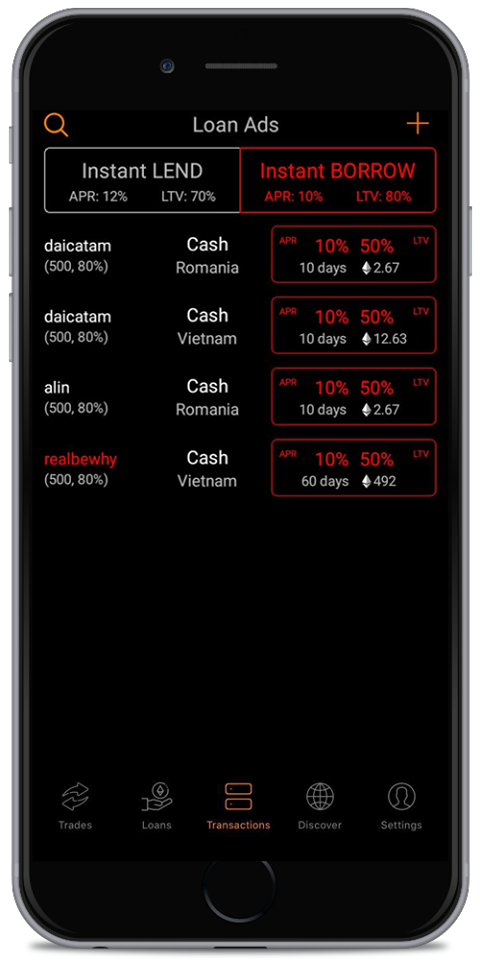 Loan Ads
Instant LEND
APR: 12% LTV: 70%
Instant BORROW
APR: 10% LTV: 80%
daicatam
(500, 80%)
Cash
Romania
APR 10% 50% LTV
10 days 2.67
daicatam
(500, 80%)
Cash
Vietnam
APR 10% 50% LTV
10 days 12.63
alin
(500, 80%)
Cash
Romania
APR 10% 50% LTV
10 days 2.67
realbewhy
(500, 80%)
Cash
Vietnam
APR 10% 50% LTV
60 days 492
Trades Loans Transactions Discover Settings